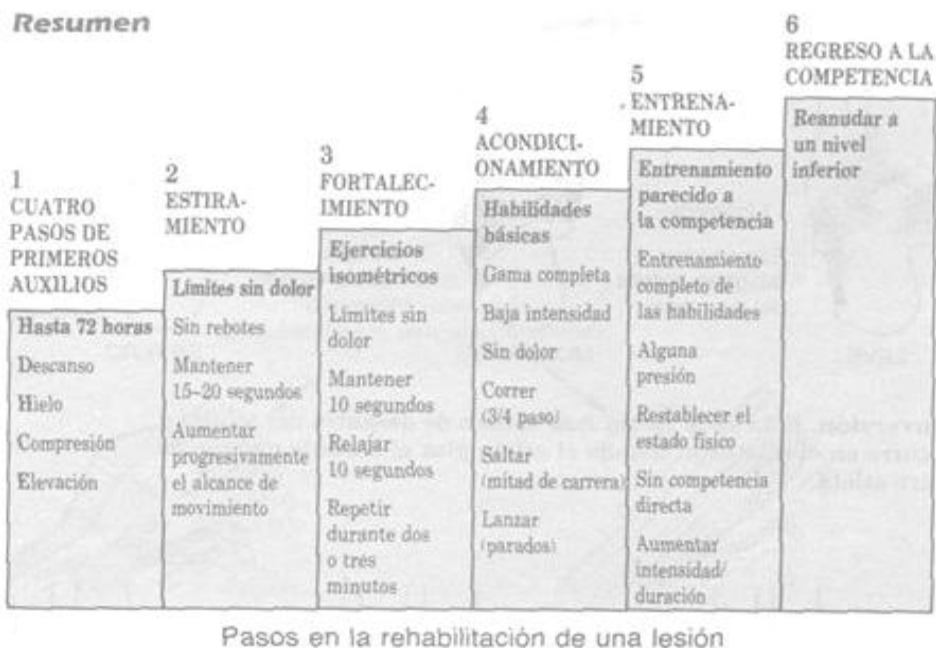 Resumen
1
CUATRO
PASOS DE
PRIMEROS
AUXILIOS
Hasta 72 horas
Descanso
Hielo
Compresión
Elevación
2
ESTIRA-
MIENTO
Límites sin dolor
Sin rebotes
Mantener
15–20 segundos
Aumentar
progresivamente
el alcance de
movimiento
3
FORTALEC-
IMIENTO
Ejercicios
isométricos
Límites sin
dolor
Mantener
10 segundos
Relajar
10 segundos
Repetir
durante dos
o tres
minutos
4
ACONDICI-
ONAMIENTO
Habilidades
básicas
Gama completa
Baja intensidad
Sin dolor
Correr
(3/4 paso)
Saltar
(mitad de carrera)
Lanzar
(parados)
5
ENTRENA-
MIENTO
Entrenamiento
parecido a
la competencia
Entrenamiento
completo de
las habilidades
Alguna
presión
Restablecer el
estado físico
Sin competencia
directa
Aumentar
intensidad/
duración
6
REGRESO A LA
COMPETENCIA
Reanudar a
un nivel
inferior
Pasos en la rehabilitación de una lesión